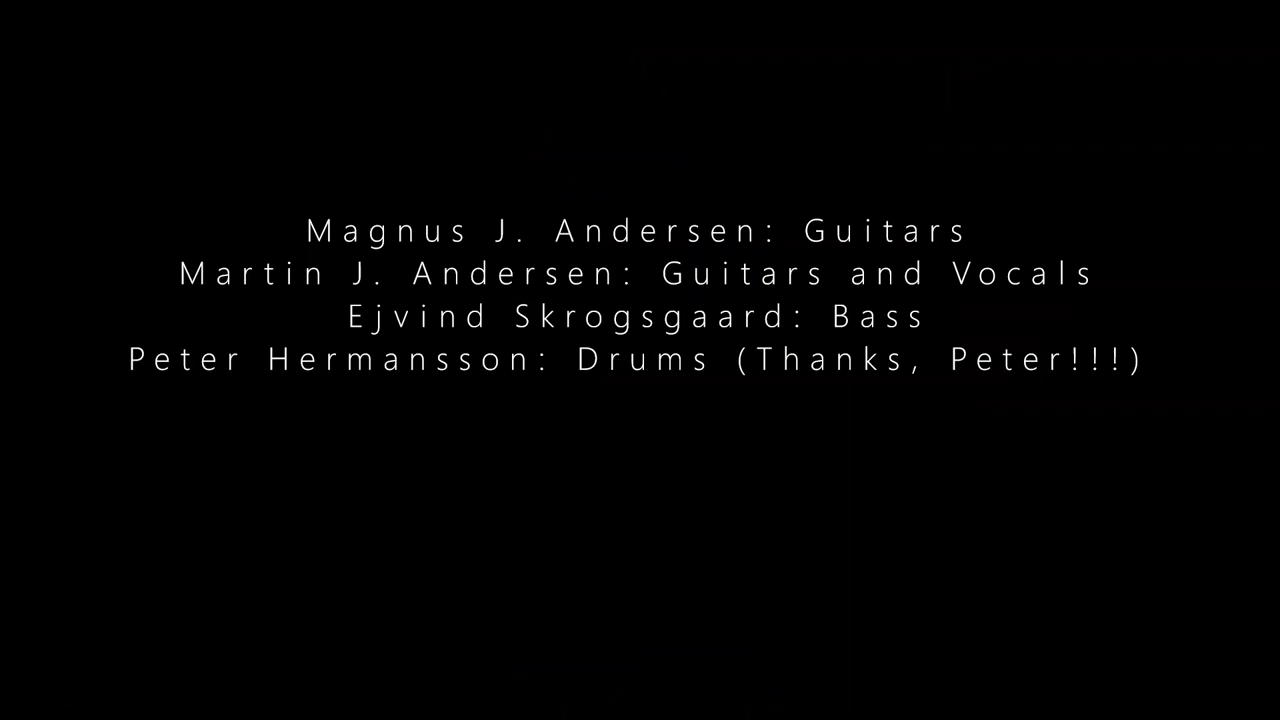 Magnus J. Andersen: Guitars
Martin J. Andersen: Guitars and Vocals
Ejvind Skrogsgaard: Bass
Peter Hermansson: Drums (Thanks, Peter!!!)